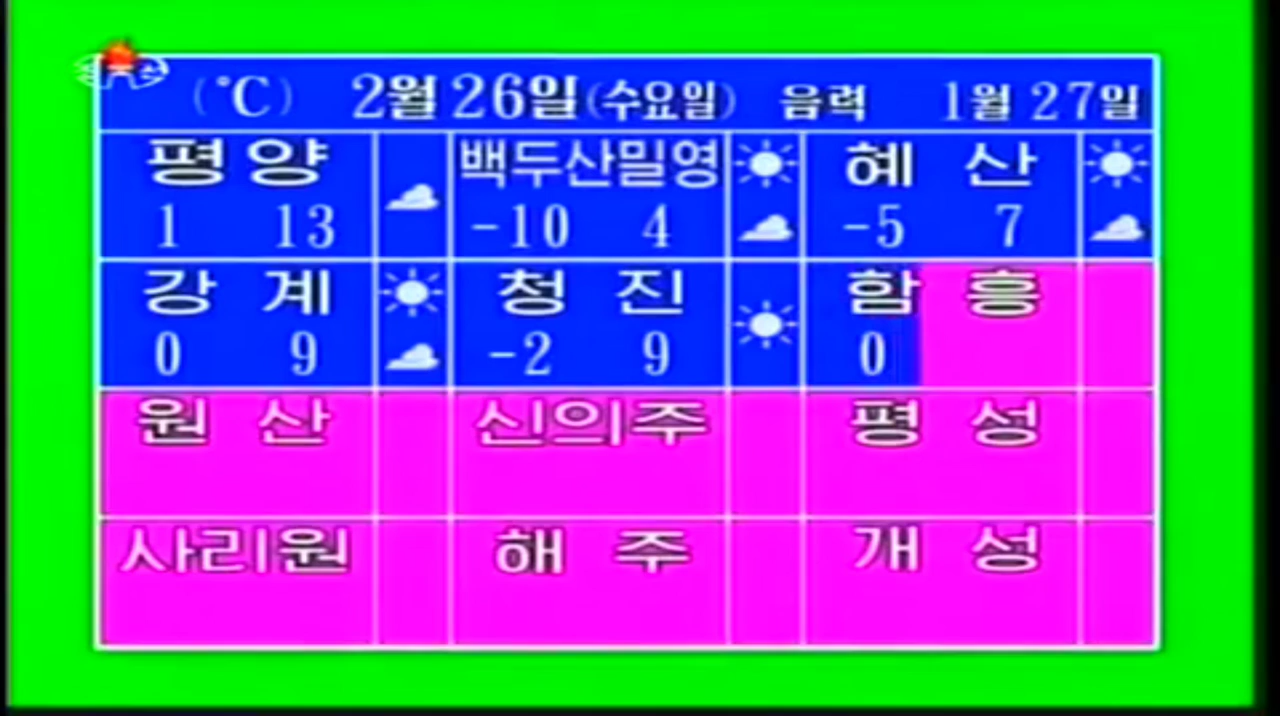 (℃) 2월 26일(수요일) 음력 1월 27일
평양 백두산밀영 혜산
1 13 -10 4 -5 7
강계 청진 함흥
0 9 -2 9 0
원산 신의주 평성
사리원 해주 개성